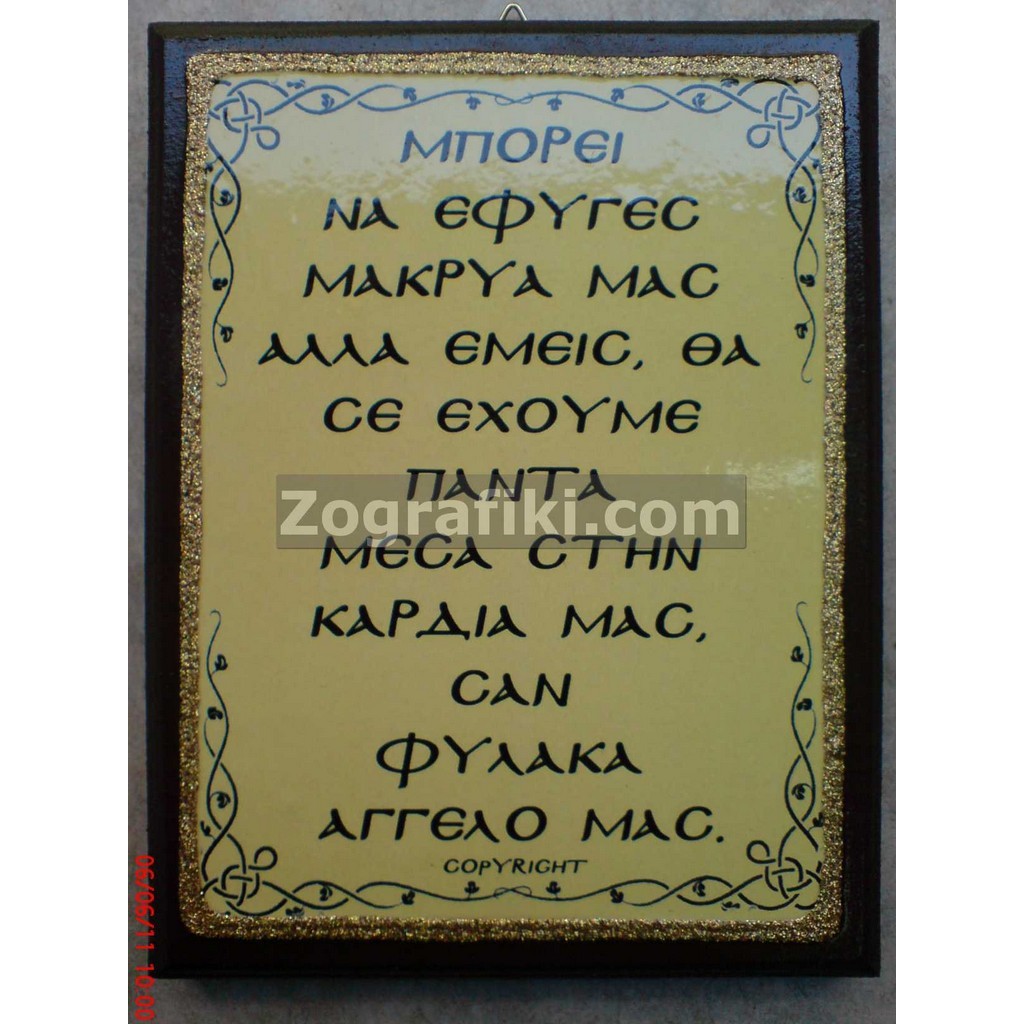 ΜΠΟΡΕΙ
ΝΑ ΕΦΥΓΕΣ
ΜΑΚΡΥΑ ΜΑΣ
ΑΛΛΑ ΕΜΕΙΣ, ΘΑ
ΣΕ ΕΧΟΥΜΕ
ΠΑΝΤΑ
Zografiki.com
ΜΕΣΑ ΣΤΗΝ
ΚΑΡΔΙΑ ΜΑΣ,
ΣΑΝ
ΦΥΛΑΚΑ
ΑΓΓΕΛΟ ΜΑΣ.
COPYRIGHT
06/06/11 10:00